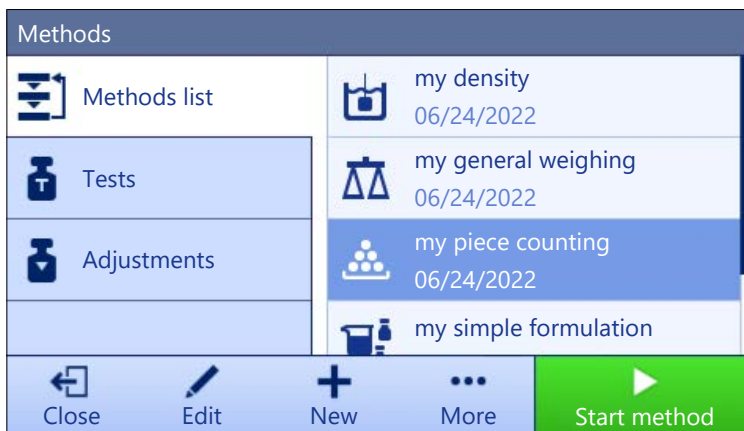 Methods
Methods list
Tests
Adjustments
my density
06/24/2022
my general weighing
06/24/2022
my piece counting
06/24/2022
my simple formulation
Close
Edit
New
More
Start method